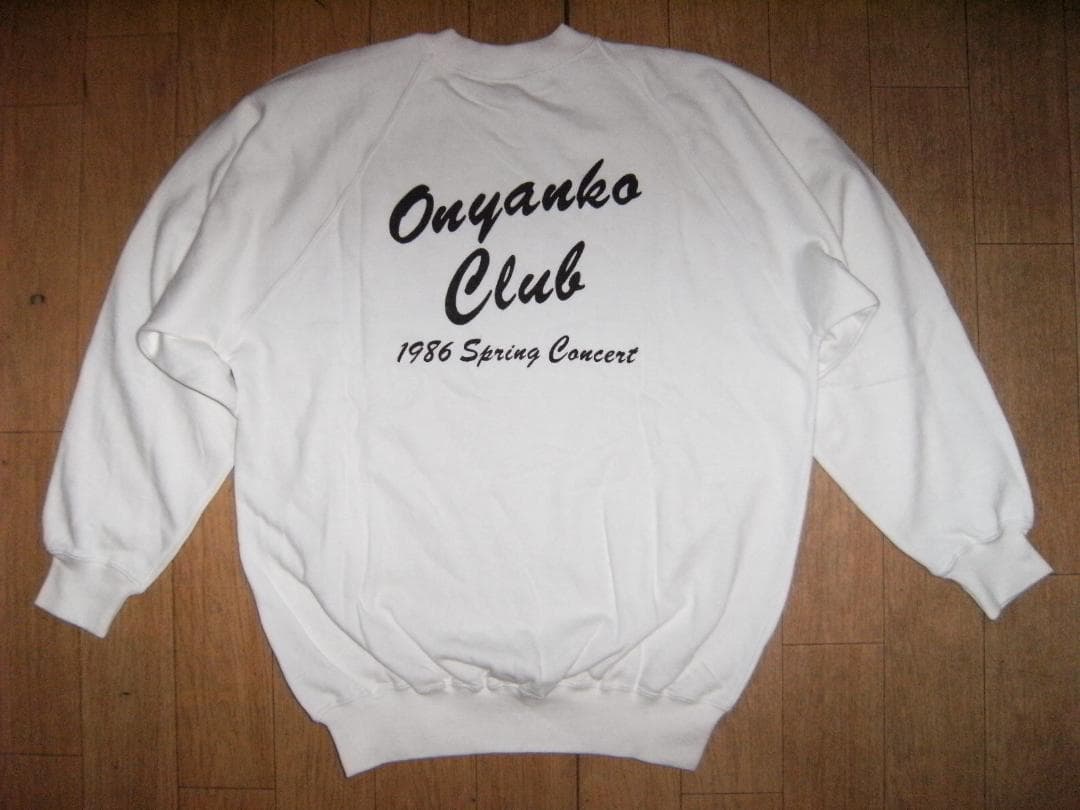 Onyanko
Club
1986 Spring Concert